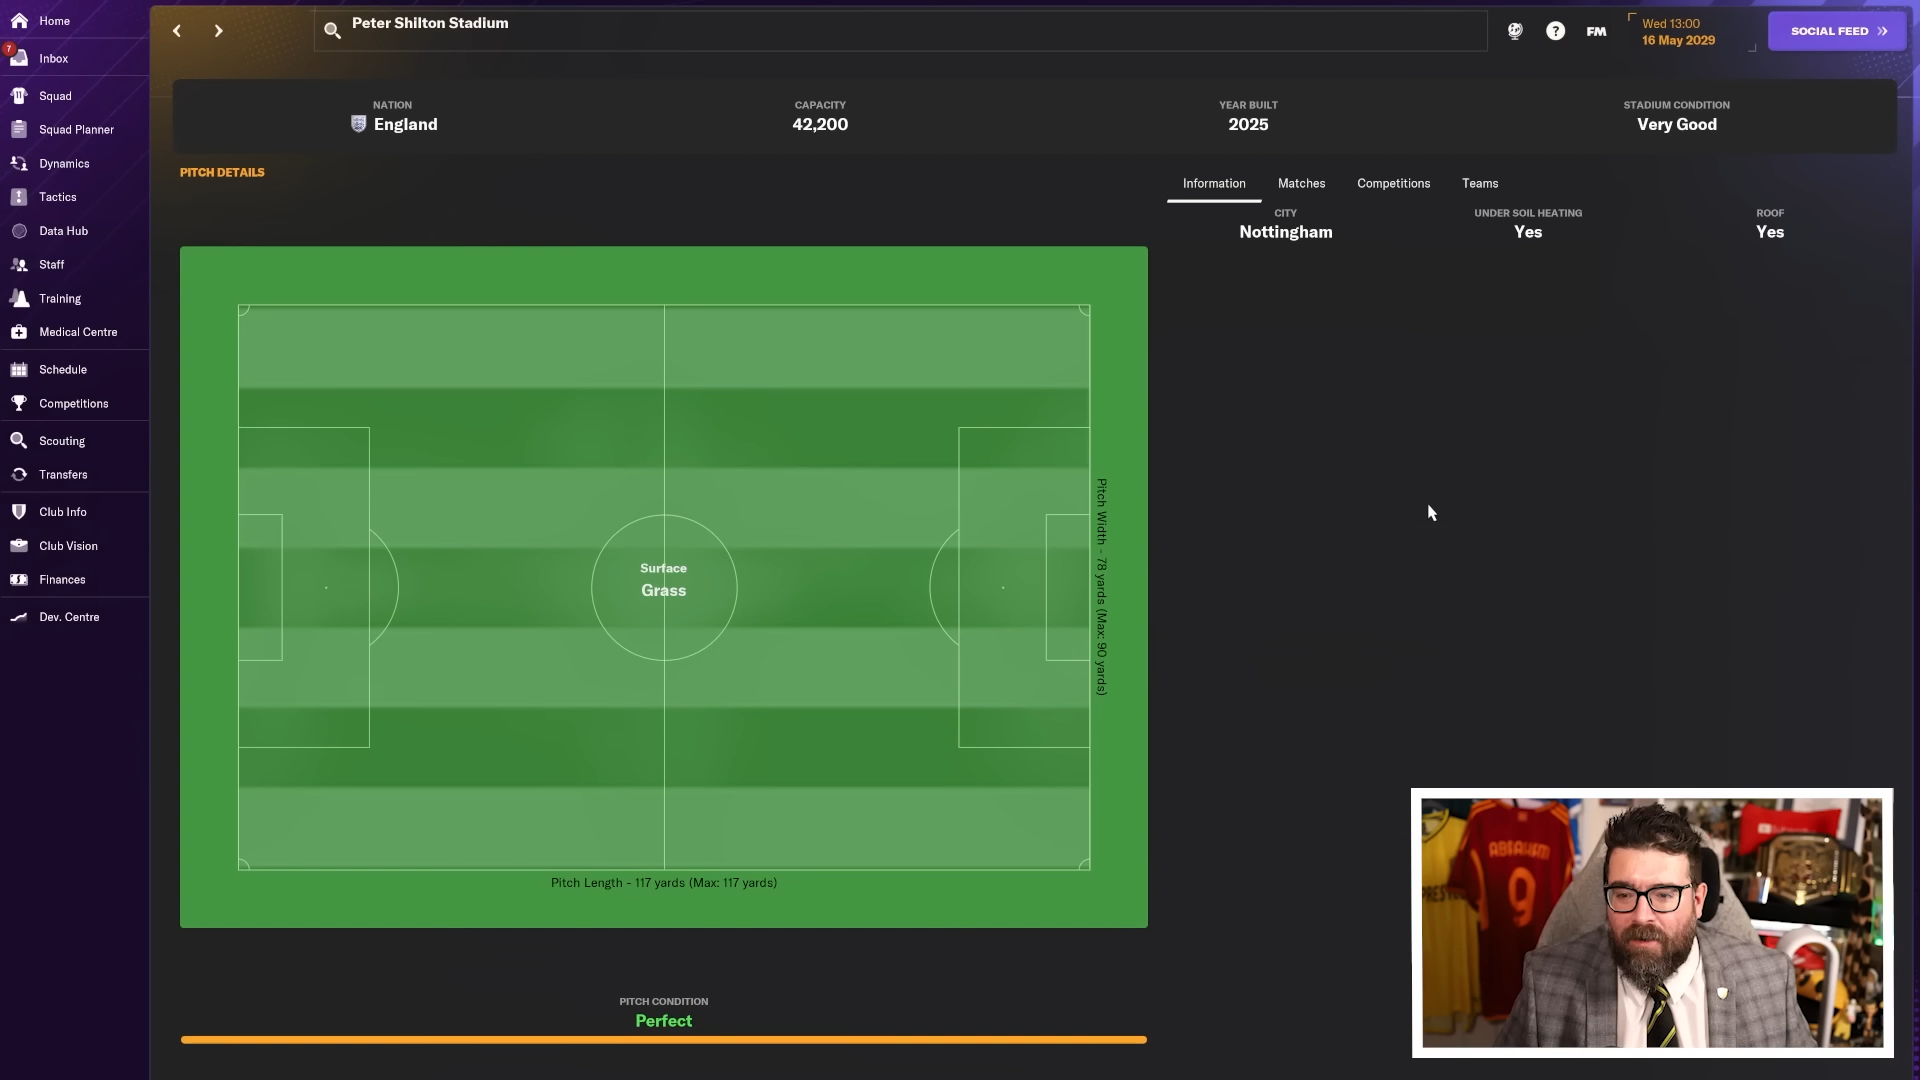 Home
7
Inbox
Squad
Squad Planner
Dynamics
Tactics
Data Hub
Staff
Training
Medical Centre
Schedule
Competitions
Scouting
Transfers
Club Info
Club Vision
Finances
Dev. Centre
Peter Shilton Stadium
?
FM
Wed 13:00
16 May 2029
SOCIAL FEED
NATION
England
CAPACITY
42,200
YEAR BUILT
2025
STADIUM CONDITION
Very Good
PITCH DETAILS
Information Matches Competitions Teams
CITY
Nottingham
UNDER SOIL HEATING
Yes
ROOF
Yes
Surface
Grass
Pitch Width - 78 yards (Max: 90 yards)
Pitch Length - 117 yards (Max: 117 yards)
PITCH CONDITION
Perfect
ABRAHAM
9